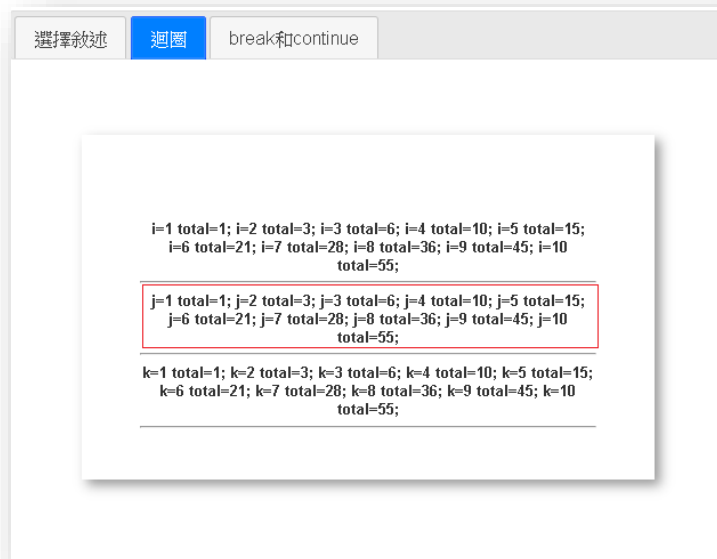 選擇敘述
迴圈
break和continue
i=1 total=1; i=2 total=3; i=3 total=6; i=4 total=10; i=5 total=15;
i=6 total=21; i=7 total=28; i=8 total=36; i=9 total=45; i=10
total=55;
j=1 total=1; j=2 total=3; j=3 total=6; j=4 total=10; j=5 total=15;
j=6 total=21; j=7 total=28; j=8 total=36; j=9 total=45; j=10
total=55;
k=1 total=1; k=2 total=3; k=3 total=6; k=4 total=10; k=5 total=15;
k=6 total=21; k=7 total=28; k=8 total=36; k=9 total=45; k=10
total=55;